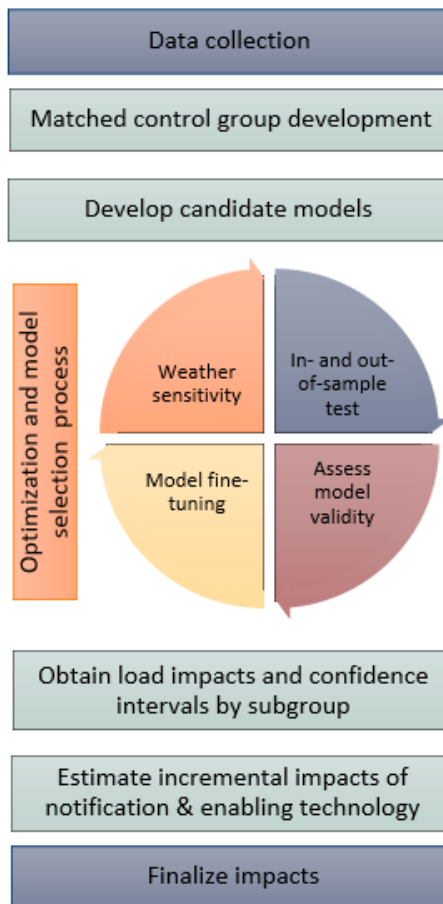 Data collection
Matched control group development
Develop candidate models
Optimization and model
selection process
Weather
sensitivity
In- and out-
of-sample
test
Model fine-
tuning
Assess
model
validity
Obtain load impacts and confidence
intervals by subgroup
Estimate incremental impacts of
notification & enabling technology
Finalize impacts